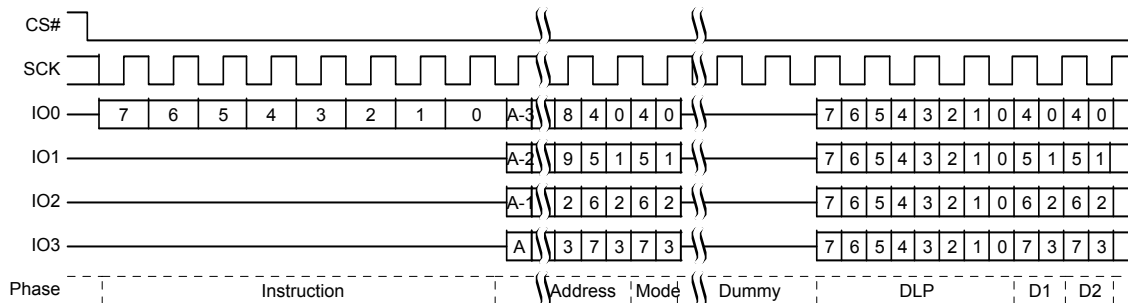 CS#
SCK
IO0 7 6 5 4 3 2 1 0 A-3 8 4 0 4 0 7 6 5 4 3 2 1 0 4 0 4 0
IO1 A-2 9 5 1 5 1 7 6 5 4 3 2 1 0 5 1 5 1
IO2 A-1 2 6 2 6 2 7 6 5 4 3 2 1 0 6 2 6 2
IO3 A 3 7 3 7 3 7 6 5 4 3 2 1 0 7 3 7 3
Phase Instruction Address Mode Dummy DLP D1 D2